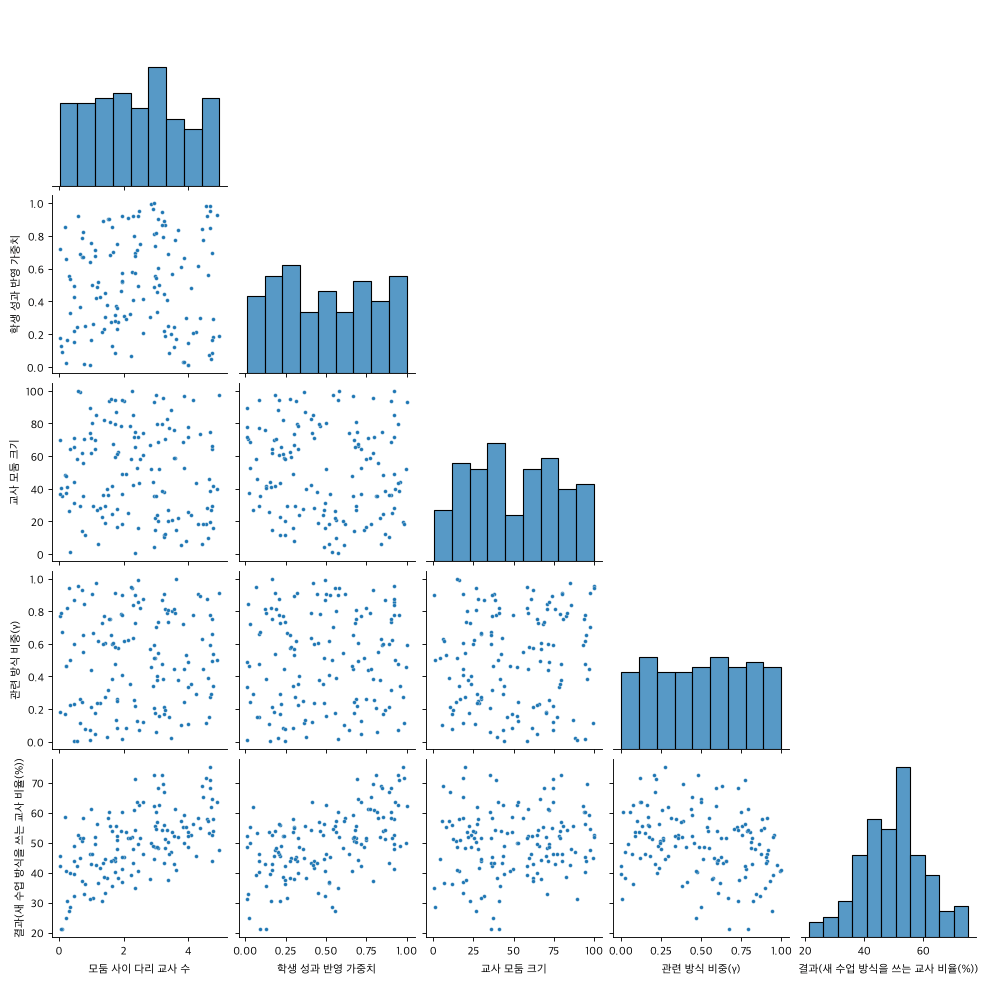 1.0
0.8
0.6
0.4
0.2
0.0
학생 성과 반영 가중치
100
80
60
40
20
0
교사 모둠 크기
1.0
0.8
0.6
0.4
0.2
0.0
관련 방식 비중(γ)
70
60
50
40
30
20
결과(새 수업 방식을 쓰는 교사 비율(%))
0 2 4
모둠 사이 다리 교사 수
0.00 0.25 0.50 0.75 1.00
학생 성과 반영 가중치
0 25 50 75 100
교사 모둠 크기
0.00 0.25 0.50 0.75 1.00
관련 방식 비중(γ)
20 40 60
결과(새 수업 방식을 쓰는 교사 비율(%))